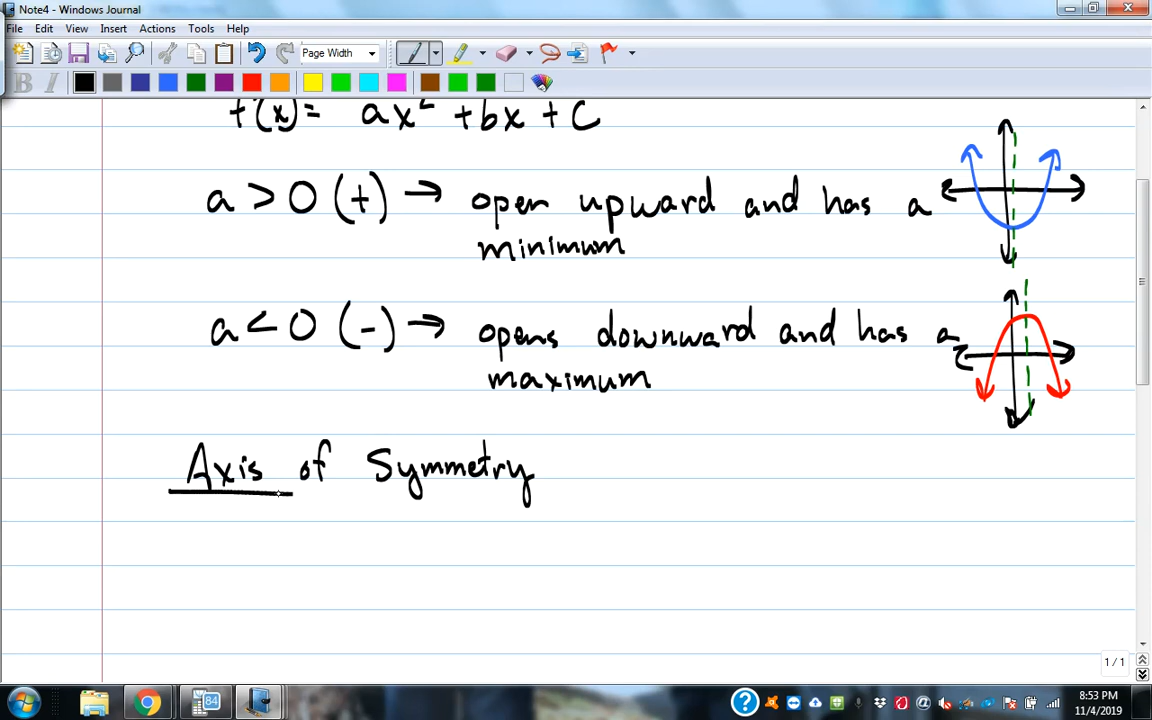 Note4 - Windows Journal
File Edit View Insert Actions Tools Help
Page Width
B I
f(x)= ax² +bx +c
a > 0 (+) → open upward and has a
minimum
a < 0 (-) → opens downward and has a
maximum
Axis of Symmetry
1 / 1
84
8:53 PM
11/4/2019